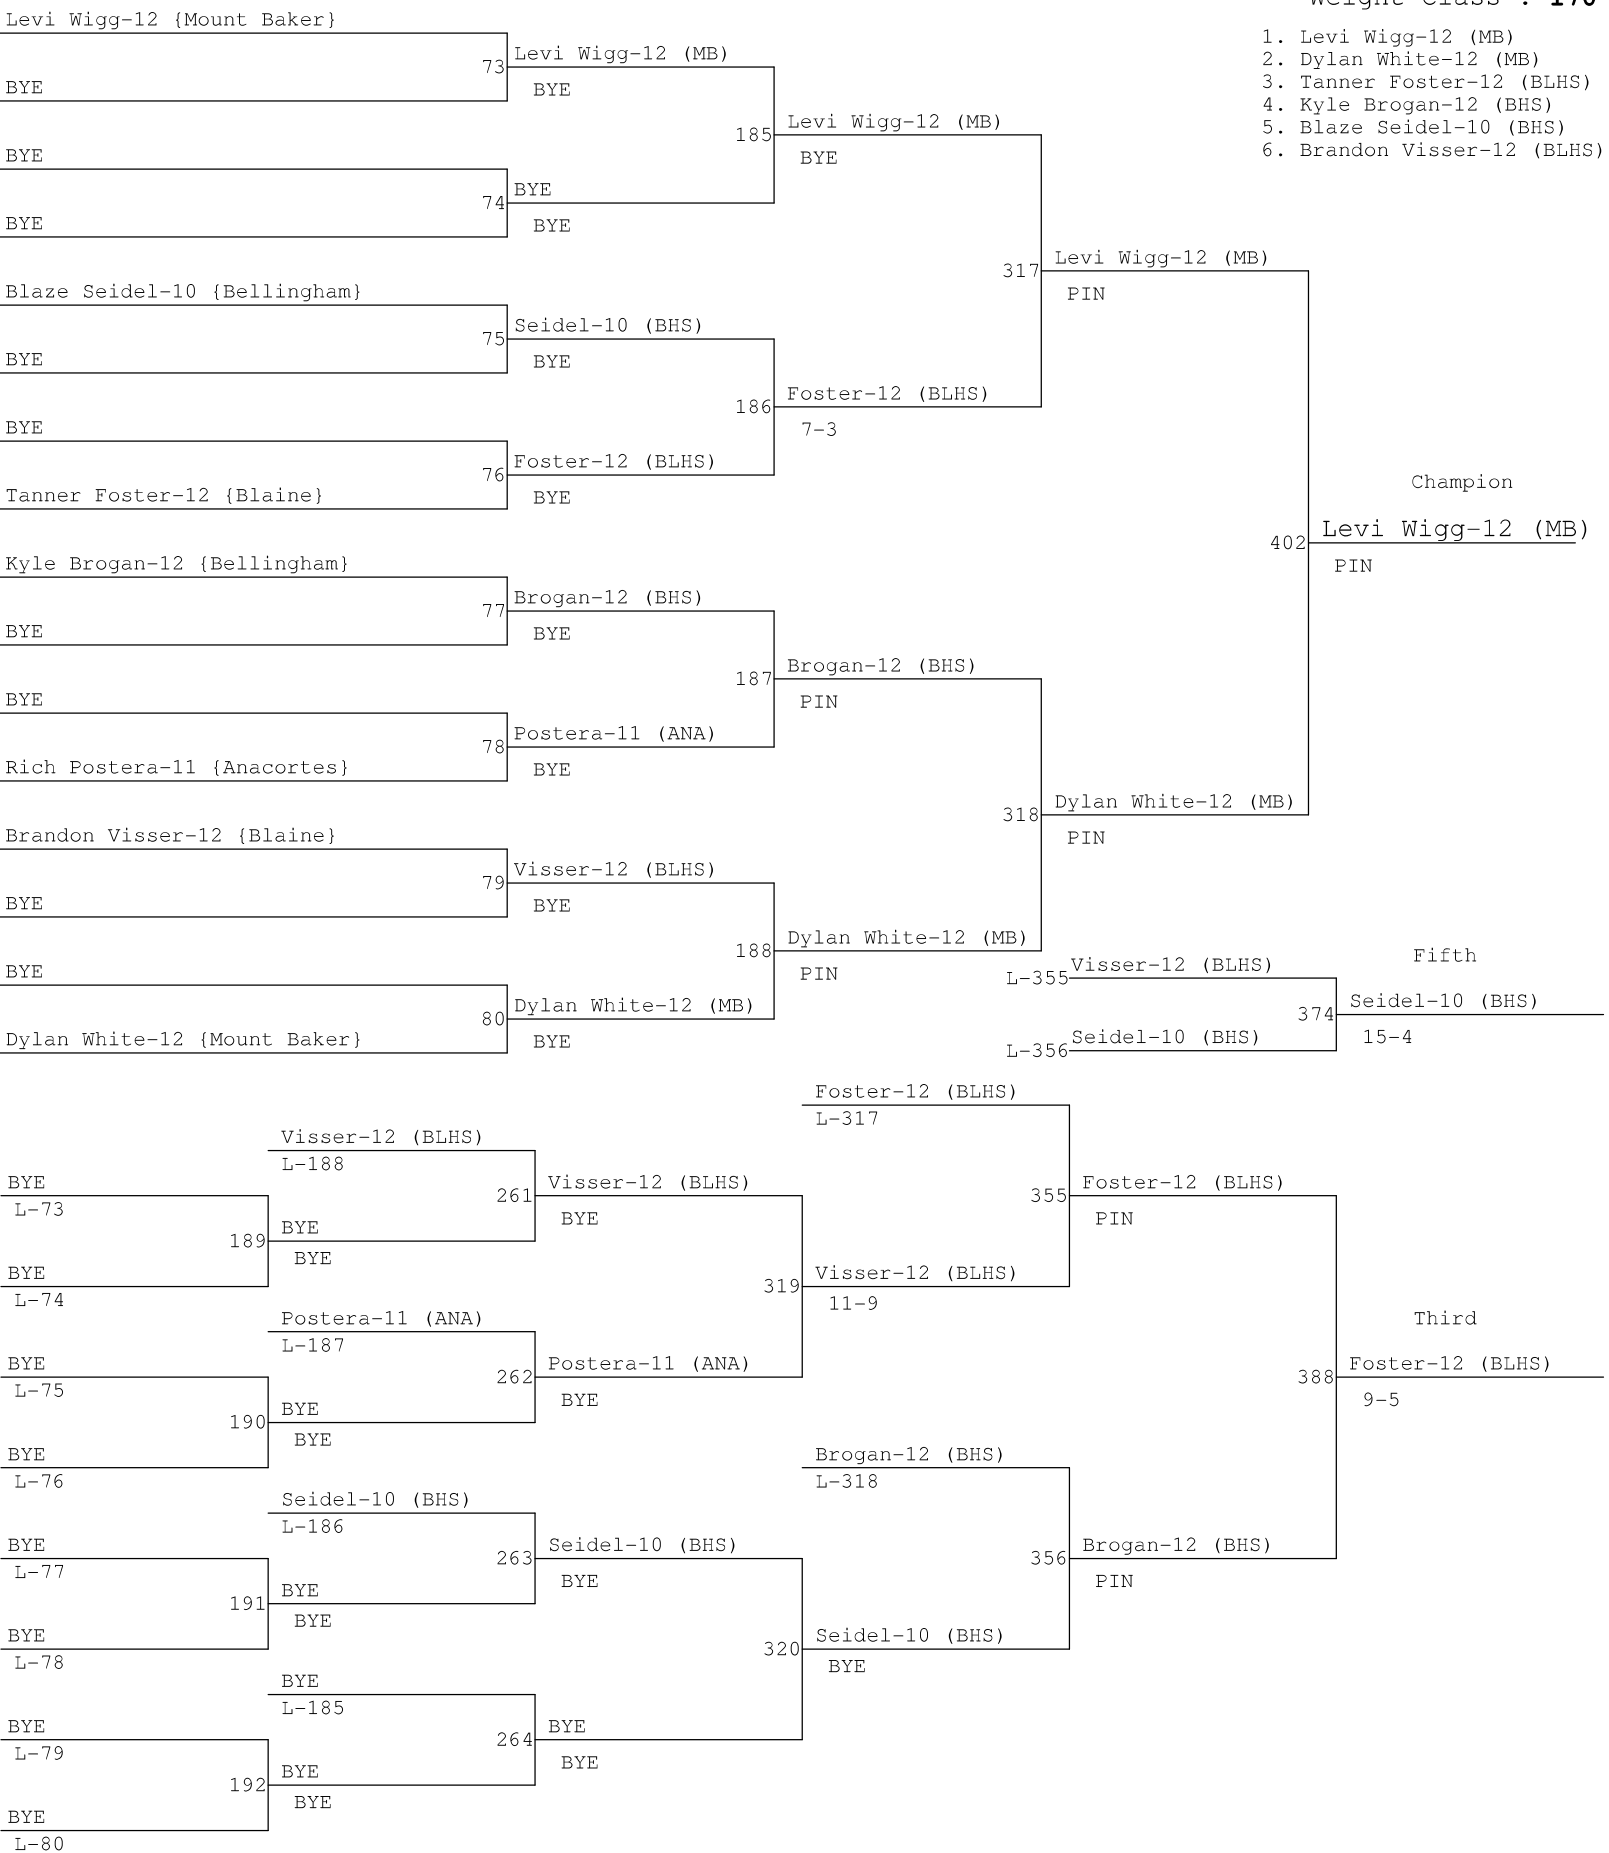 Weight Class : 170
1. Levi Wigg-12 (MB)
2. Dylan White-12 (MB)
3. Tanner Foster-12 (BLHS)
4. Kyle Brogan-12 (BHS)
5. Blaze Seidel-10 (BHS)
6. Brandon Visser-12 (BLHS)
Levi Wigg-12 {Mount Baker}
73
BYE
BYE
74
BYE
Blaze Seidel-10 {Bellingham}
75
BYE
BYE
76
Tanner Foster-12 {Blaine}
Kyle Brogan-12 {Bellingham}
77
BYE
BYE
78
Rich Postera-11 {Anacortes}
Brandon Visser-12 {Blaine}
79
BYE
BYE
80
Dylan White-12 {Mount Baker}
Levi Wigg-12 (MB)
BYE
185
BYE
BYE
Seidel-10 (BHS)
BYE
186
Foster-12 (BLHS)
BYE
Brogan-12 (BHS)
BYE
187
Postera-11 (ANA)
BYE
Visser-12 (BLHS)
BYE
188
Dylan White-12 (MB)
BYE
Levi Wigg-12 (MB)
BYE
317
Foster-12 (BLHS)
7-3
Brogan-12 (BHS)
PIN
318
Dylan White-12 (MB)
PIN
Levi Wigg-12 (MB)
PIN
402
Dylan White-12 (MB)
PIN
Champion
Levi Wigg-12 (MB)
PIN
L-355
Visser-12 (BLHS)
374
L-356
Seidel-10 (BHS)
Fifth
Seidel-10 (BHS)
15-4
BYE
L-73
189
BYE
L-74
BYE
L-75
190
BYE
L-76
BYE
L-77
191
BYE
L-78
BYE
L-79
192
BYE
L-80
Visser-12 (BLHS)
L-188
261
BYE
BYE
Postera-11 (ANA)
L-187
262
BYE
BYE
Seidel-10 (BHS)
L-186
263
BYE
BYE
BYE
L-185
264
BYE
BYE
Visser-12 (BLHS)
BYE
319
Postera-11 (ANA)
BYE
Seidel-10 (BHS)
BYE
320
BYE
BYE
Foster-12 (BLHS)
L-317
355
Visser-12 (BLHS)
11-9
Brogan-12 (BHS)
L-318
356
Seidel-10 (BHS)
BYE
Foster-12 (BLHS)
PIN
388
Brogan-12 (BHS)
PIN
Third
Foster-12 (BLHS)
9-5